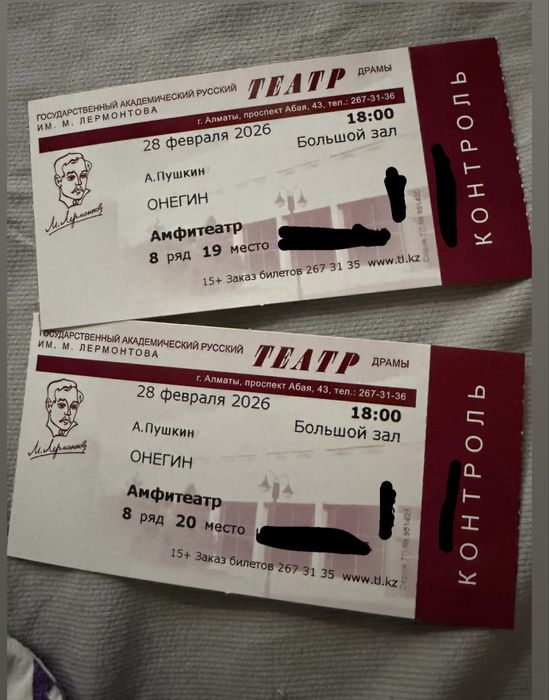 ГОСУДАРСТВЕННЫЙ АКАДЕМИЧЕСКИЙ РУССКИЙ ТЕАТР ДРАМЫ
ИМ. М. ЛЕРМОНТОВА
г. Алматы, проспект Абая, 43, тел.: 267-31-36
28 февраля 2026 18:00
Большой зал
А.Пушкин
ОНЕГИН
М. Лермонтов
Амфитеатр
8 ряд 19 место
15+ Заказ билетов 267 31 35 www.tl.kz
КОНТРОЛЬ
ГОСУДАРСТВЕННЫЙ АКАДЕМИЧЕСКИЙ РУССКИЙ ТЕАТР ДРАМЫ
ИМ. М. ЛЕРМОНТОВА
г. Алматы, проспект Абая, 43, тел.: 267-31-36
28 февраля 2026 18:00
Большой зал
А.Пушкин
ОНЕГИН
М. Лермонтов
Амфитеатр
8 ряд 20 место
15+ Заказ билетов 267 31 35 www.tl.kz
КОНТРОЛЬ